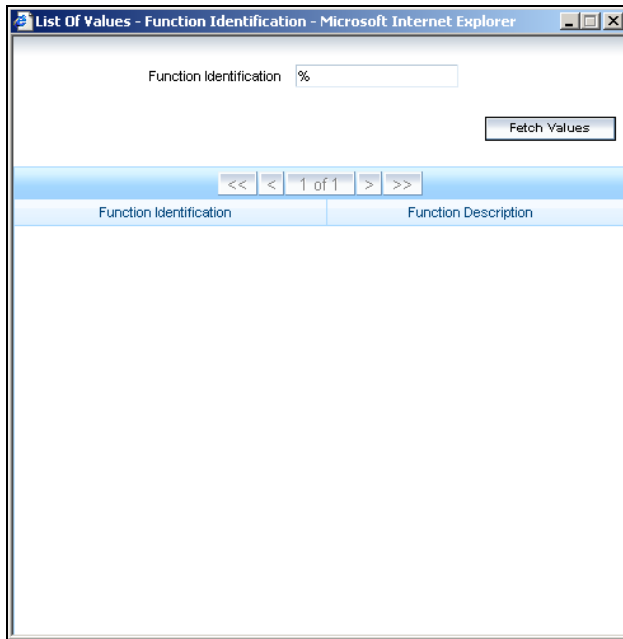 List Of Values - Function Identification - Microsoft Internet Explorer
Function Identification %
Fetch Values
<< < 1 of 1 > >>
Function Identification Function Description